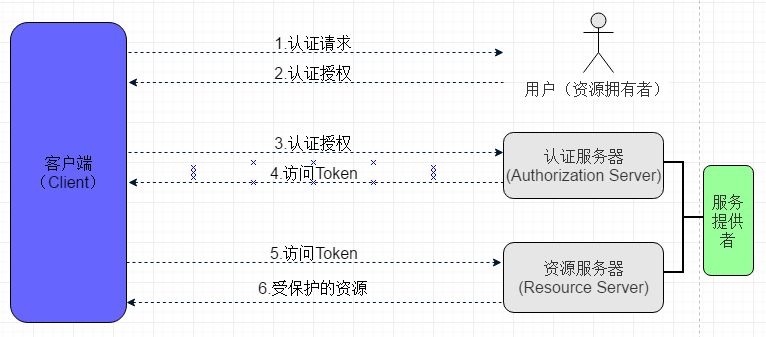 1.认证请求
2.认证授权
用户（资源拥有者）
客户端
（Client）
3.认证授权
4.访问Token
认证服务器
(Authorization Server)
服务
提供
者
5.访问Token
6.受保护的资源
资源服务器
(Resource Server)